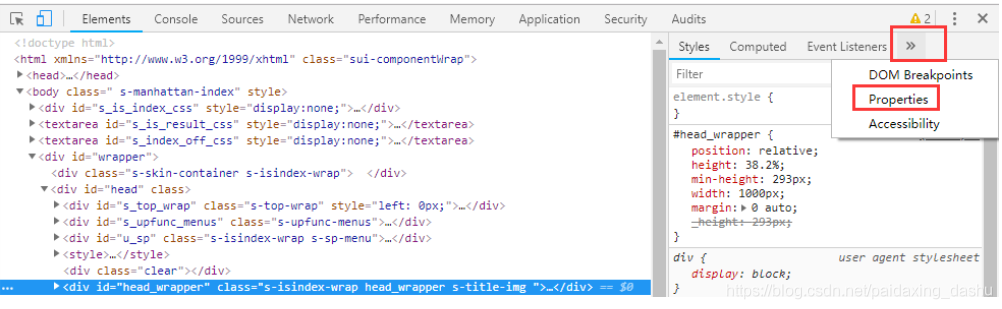 Elements Console Sources Network Performance Memory Application Security Audits 2
<!doctype html>
<html xmlns="http://www.w3.org/1999/xhtml" class="sui-componentWrap">
<head>…</head>
<body class=" s-manhattan-index" style>
<div id="s_is_index_css" style="display:none;">…</div>
<textarea id="s_is_result_css" style="display:none;">…</textarea>
<textarea id="s_index_off_css" style="display:none;">…</textarea>
<div id="wrapper">
<div class="s-skin-container s-isindex-wrap"> </div>
<div id="head" class>
<div id="s_top_wrap" class="s-top-wrap" style="left: 0px;">…</div>
<div id="s_upfunc_menus" class="s-upfunc-menus">…</div>
<div id="u_sp" class="s-isindex-wrap s-sp-menu">…</div>
<style>…</style>
<div class="clear"></div>
… <div id="head_wrapper" class="s-isindex-wrap head_wrapper s-title-img ">…</div> == $0
Styles Computed Event Listeners »
DOM Breakpoints
Properties
Accessibility
Filter
element.style {
}
#head_wrapper {
position: relative;
height: 38.2%;
min-height: 293px;
width: 1000px;
margin: 0 auto;
_height: 293px;
}
div { user agent stylesheet
display: block;
}
https://blog.csdn.net/paidaxing_dashu